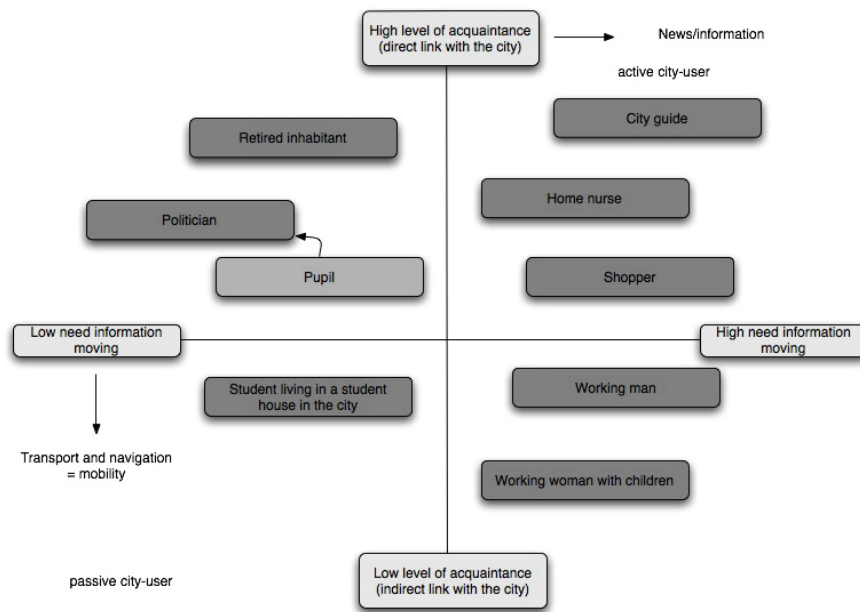 High level of acquaintance
(direct link with the city)
News/information
active city-user
City guide
Retired inhabitant
Home nurse
Politician
Pupil
Shopper
Low need information
moving
High need information
moving
Student living in a student
house in the city
Working man
Transport and navigation
= mobility
Working woman with children
passive city-user
Low level of acquaintance
(indirect link with the city)